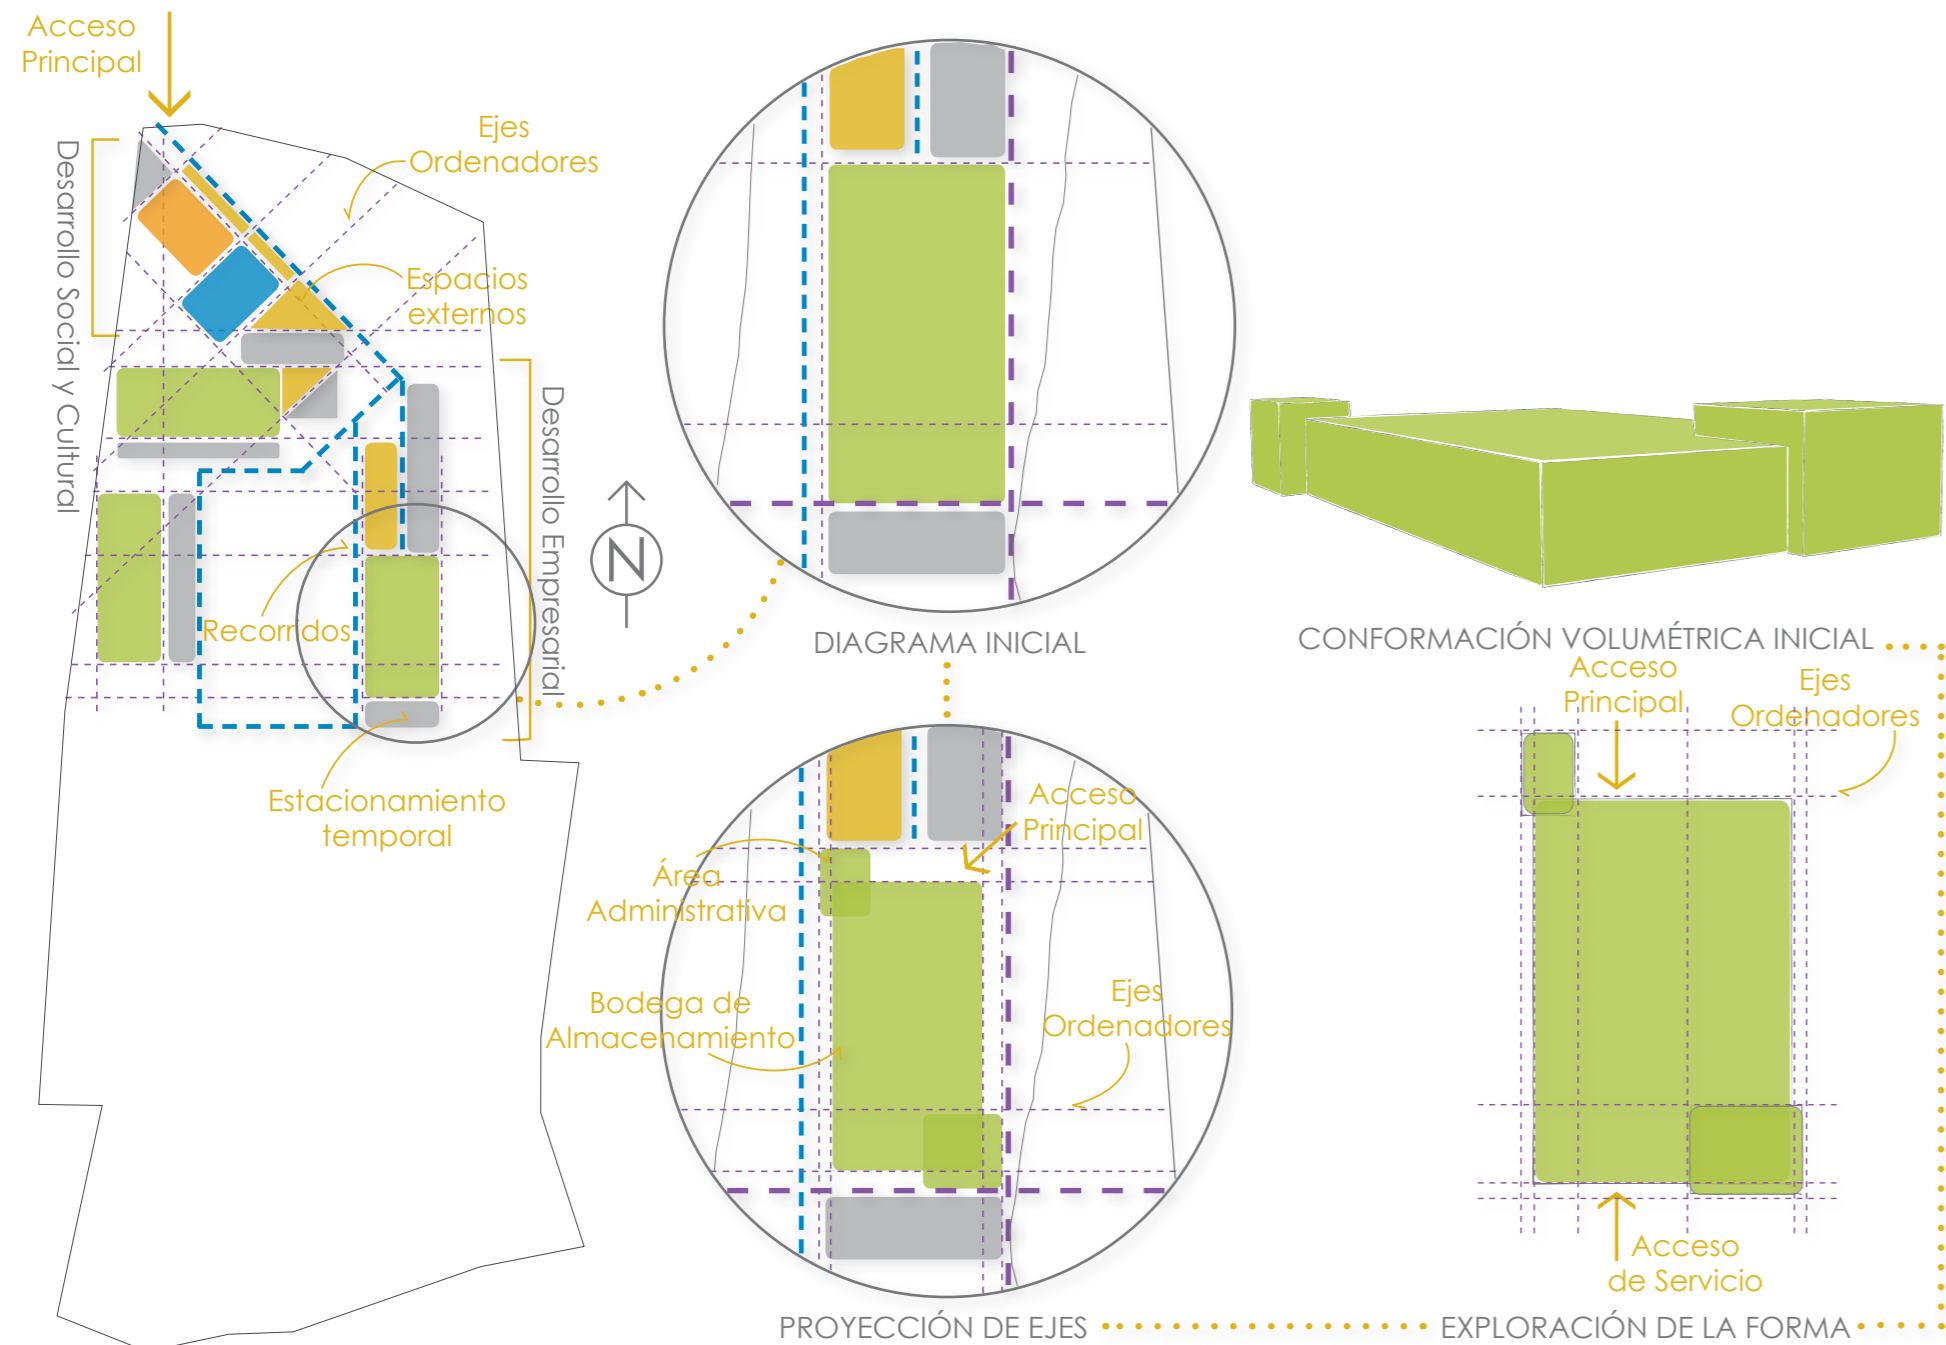 Acceso
Principal
Ejes
Ordenadores
Desarrollo Social y Cultural
Espacios
externos
Desarrollo Empresarial
N
Recorridos
Estacionamiento
temporal
DIAGRAMA INICIAL
CONFORMACIÓN VOLUMÉTRICA INICIAL
Acceso
Principal
Área
Administrativa
Bodega de
Almacenamiento
Ejes
Ordenadores
PROYECCIÓN DE EJES
Acceso
Principal
Ejes
Ordenadores
Acceso
de Servicio
EXPLORACIÓN DE LA FORMA